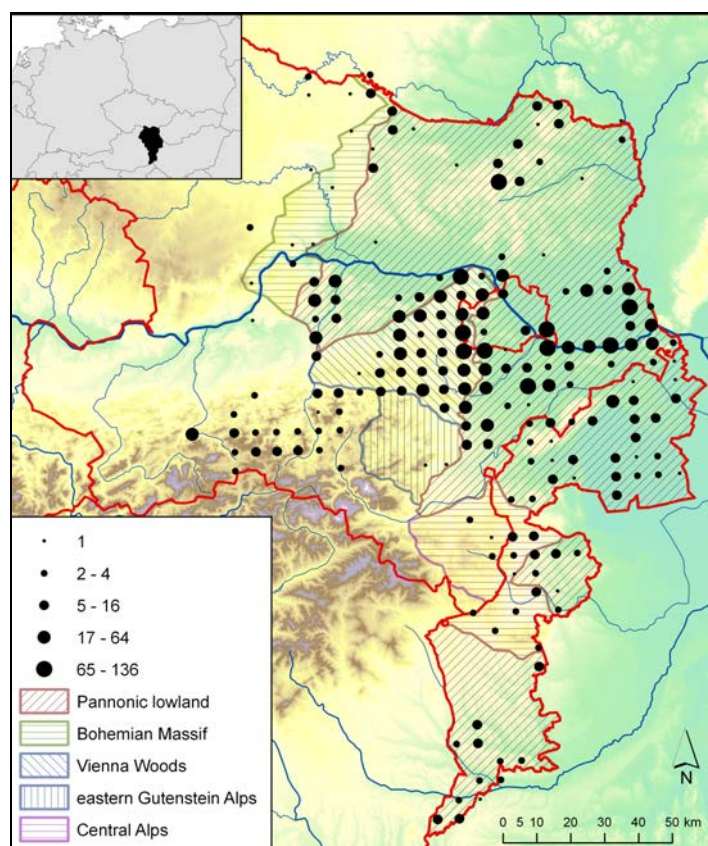 1
2 - 4
5 - 16
17 - 64
65 - 136
Pannonic lowland
Bohemian Massif
Vienna Woods
eastern Gutenstein Alps
Central Alps
N
0 5 10 20 30 40 50 km